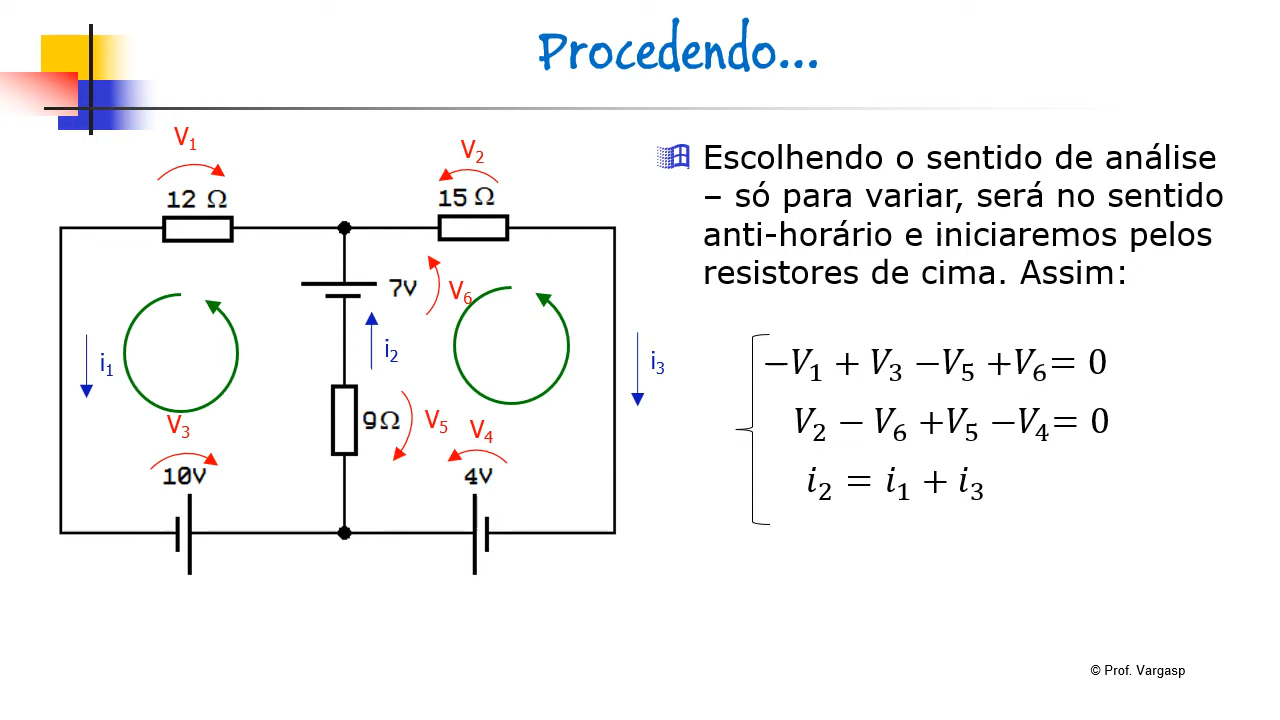 Procedendo...
V1
V2
12 Ω
15 Ω
7V
V6
i1
i2
i3
V3
9Ω
V5
V4
10V
4V
Escolhendo o sentido de análise
– só para variar, será no sentido
anti-horário e iniciaremos pelos
resistores de cima. Assim:
−V₁ + V₃ −V₅ +V₆= 0
V₂ − V₆ +V₅ −V₄= 0
i₂ = i₁ + i₃
© Prof. Vargasp